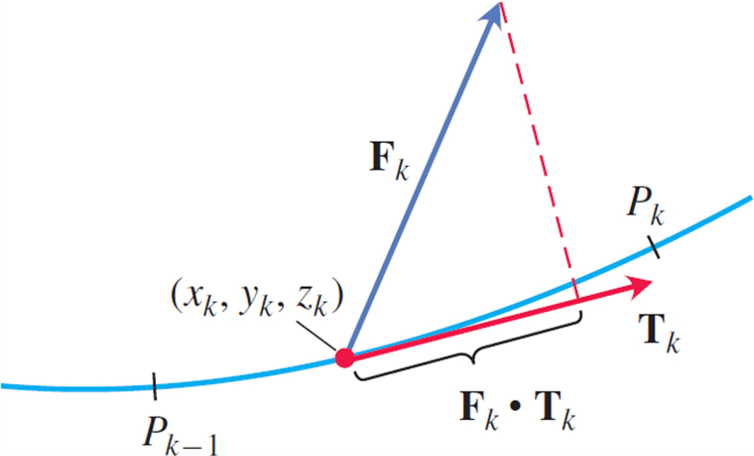 F_k
P_k
(x_k, y_k, z_k)
T_k
F_k • T_k
P_{k−1}